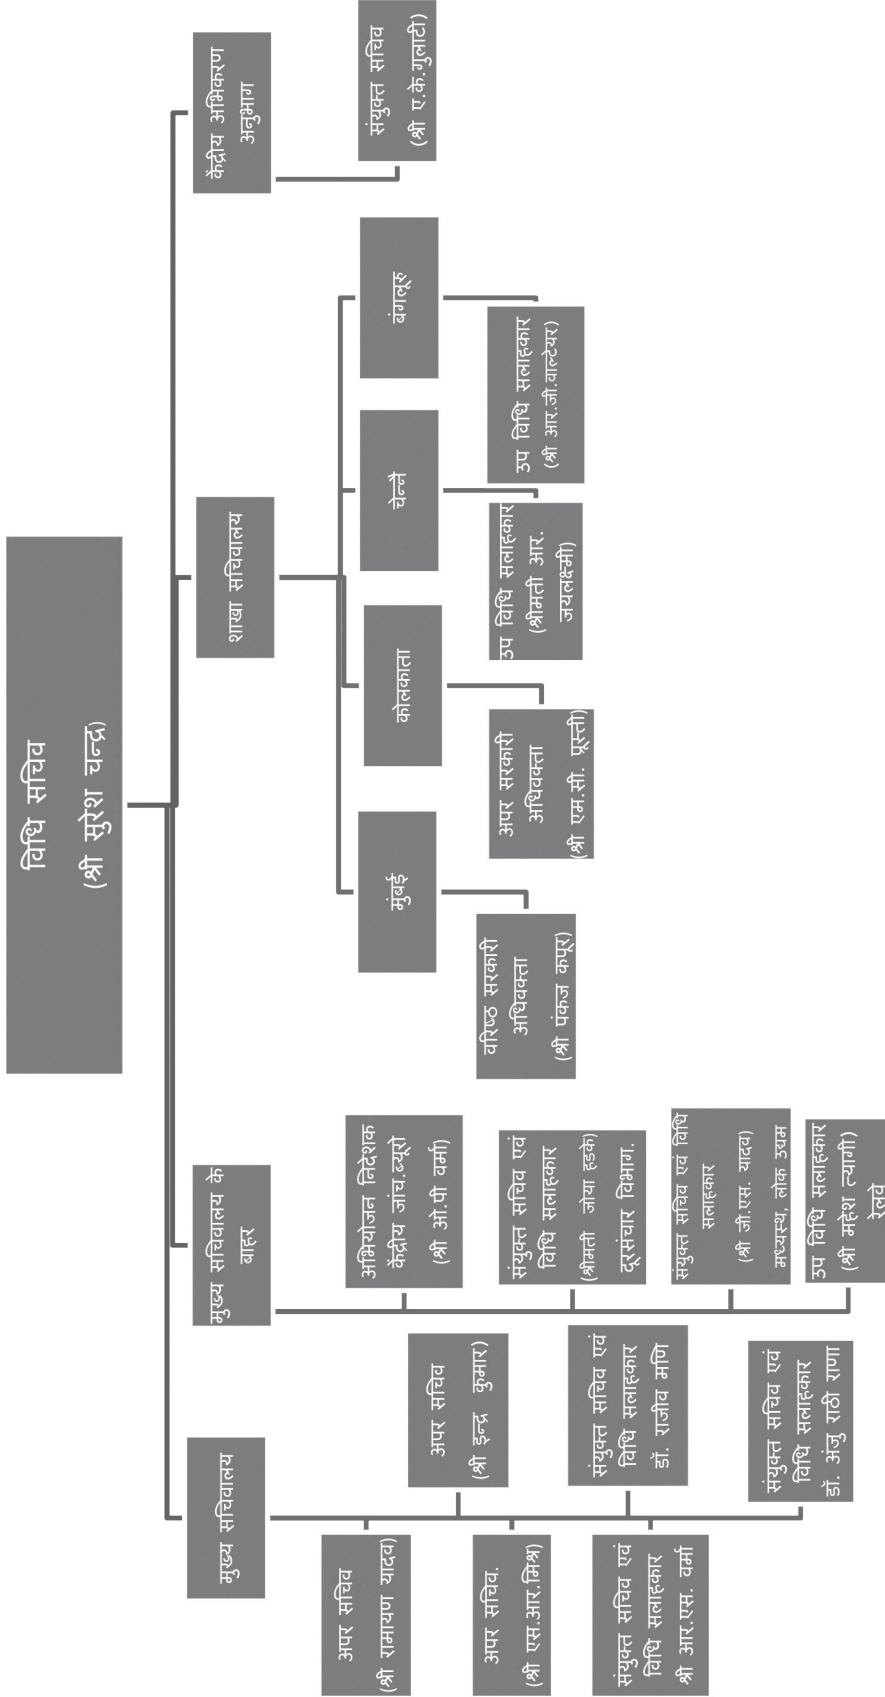 विधि सचिव
(श्री सुरेश चन्द्र)
मुख्य सचिवालय
अपर सचिव
(श्री रामायण यादव)
अपर सचिव
(श्री इन्द्र कुमार)
अपर सचिव.
(श्री एस.आर.मिश्र)
संयुक्त सचिव एवं
विधि सलाहकार
डॉ. राजीव मणि
संयुक्त सचिव एवं
विधि सलाहकार
श्री आर.एस. वर्मा
संयुक्त सचिव एवं
विधि सलाहकार
डॉ. अंजु राठी राणा
मुख्य सचिवालय के
बाहर
अभियोजन निदेशक
केंद्रीय जांच.ब्यूरो
(श्री ओ.पी वर्मा)
संयुक्त सचिव एवं
विधि सलाहकार
(श्रीमती जोया हडके)
दूरसंचार विभाग.
संयुक्त सचिव एवं विधि
सलाहकार
(श्री जी.एस. यादव)
मध्यस्थ, लोक उद्यम
उप विधि सलाहकार
(श्री महेश त्यागी)
रेलवे
शाखा सचिवालय
मुंबई
वरिष्ठ सरकारी
अधिवक्ता
(श्री पंकज कपूर)
कोलकाता
अपर सरकारी
अधिवक्ता
(श्री एम.सी. प्रूस्ती)
चेन्नै
उप विधि सलाहकार
(श्रीमती आर.
जयलक्ष्मी)
बंगलूरु
उप विधि सलाहकार
(श्री आर.जी.वाल्टेयर)
केंद्रीय अभिकरण
अनुभाग
संयुक्त सचिव
(श्री ए.के.गुलाटी)